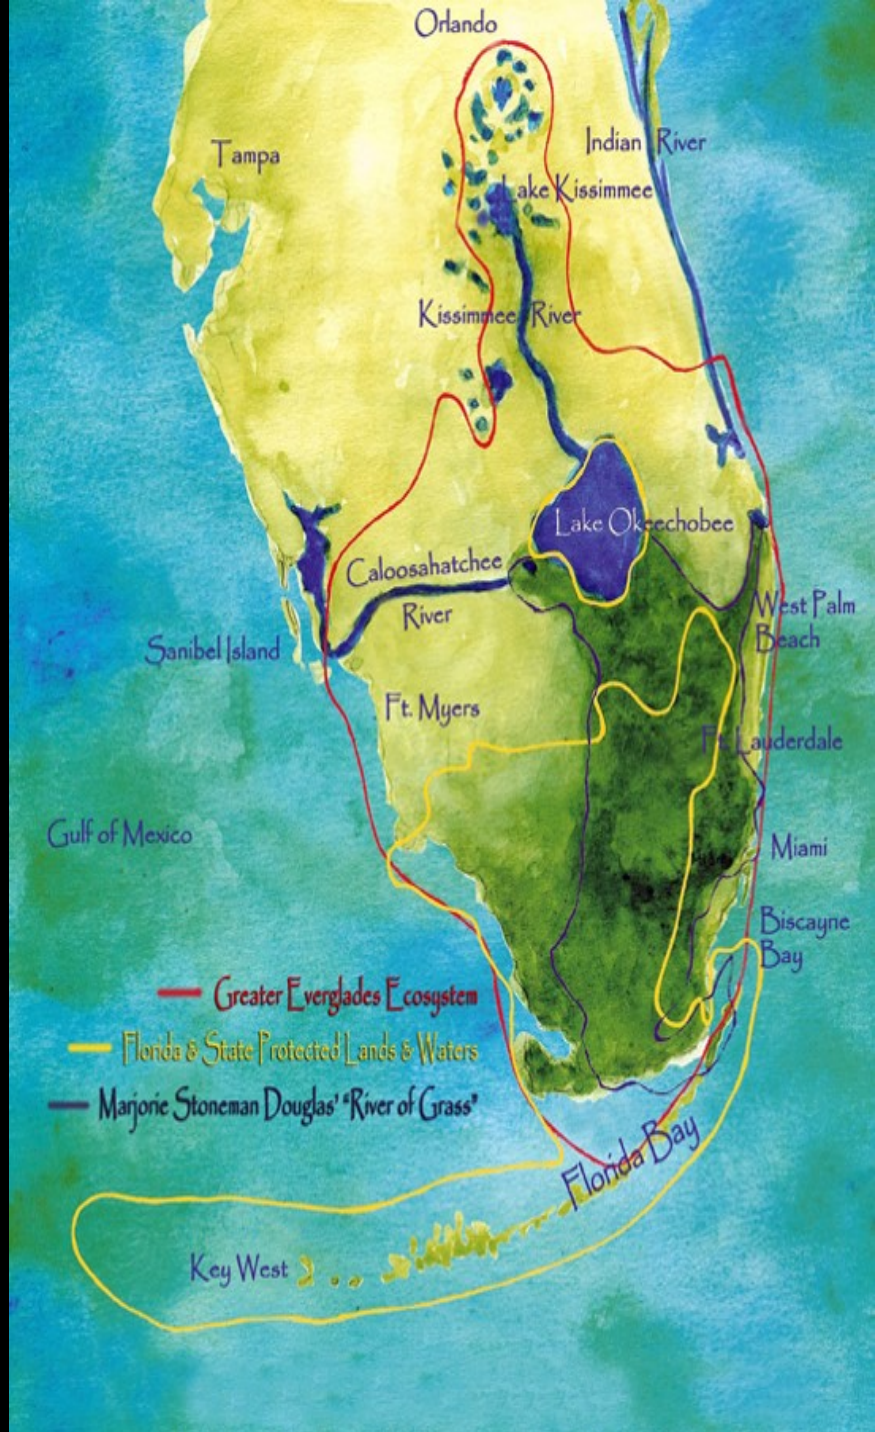 Orlando
Indian River
Tampa
Lake Kissimmee
Kissimmee River
Lake Okeechobee
Caloosahatchee
River
West Palm
Beach
Sanibel Island
Ft. Myers
Ft. Lauderdale
Gulf of Mexico
Miami
Biscayne
Bay
Greater Everglades Ecosystem
Florida & State Protected Lands & Waters
Marjorie Stoneman Douglas' "River of Grass"
Florida Bay
Key West